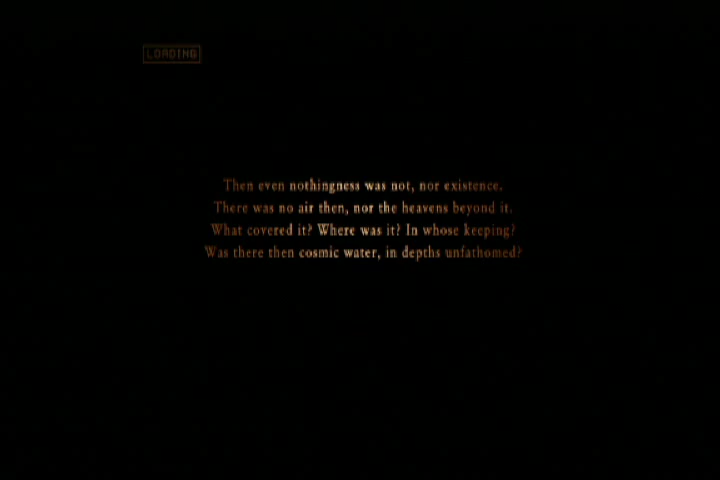 LOADING
Then even nothingness was not, nor existence.
There was no air then, nor the heavens beyond it.
What covered it? Where was it? In whose keeping?
Was there then cosmic water, in depths unfathomed?